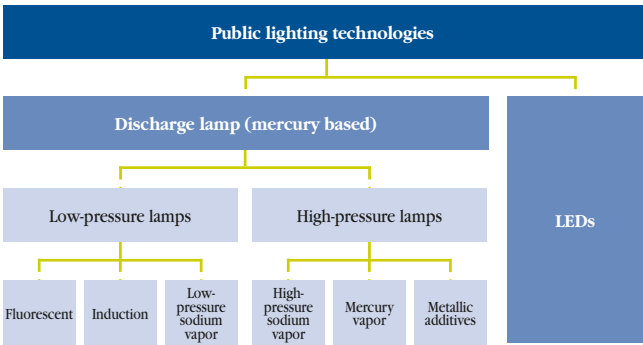 Public lighting technologies
Discharge lamp (mercury based)
LEDs
Low-pressure lamps
High-pressure lamps
Fluorescent
Induction
Low-
pressure
sodium
vapor
High-
pressure
sodium
vapor
Mercury
vapor
Metallic
additives